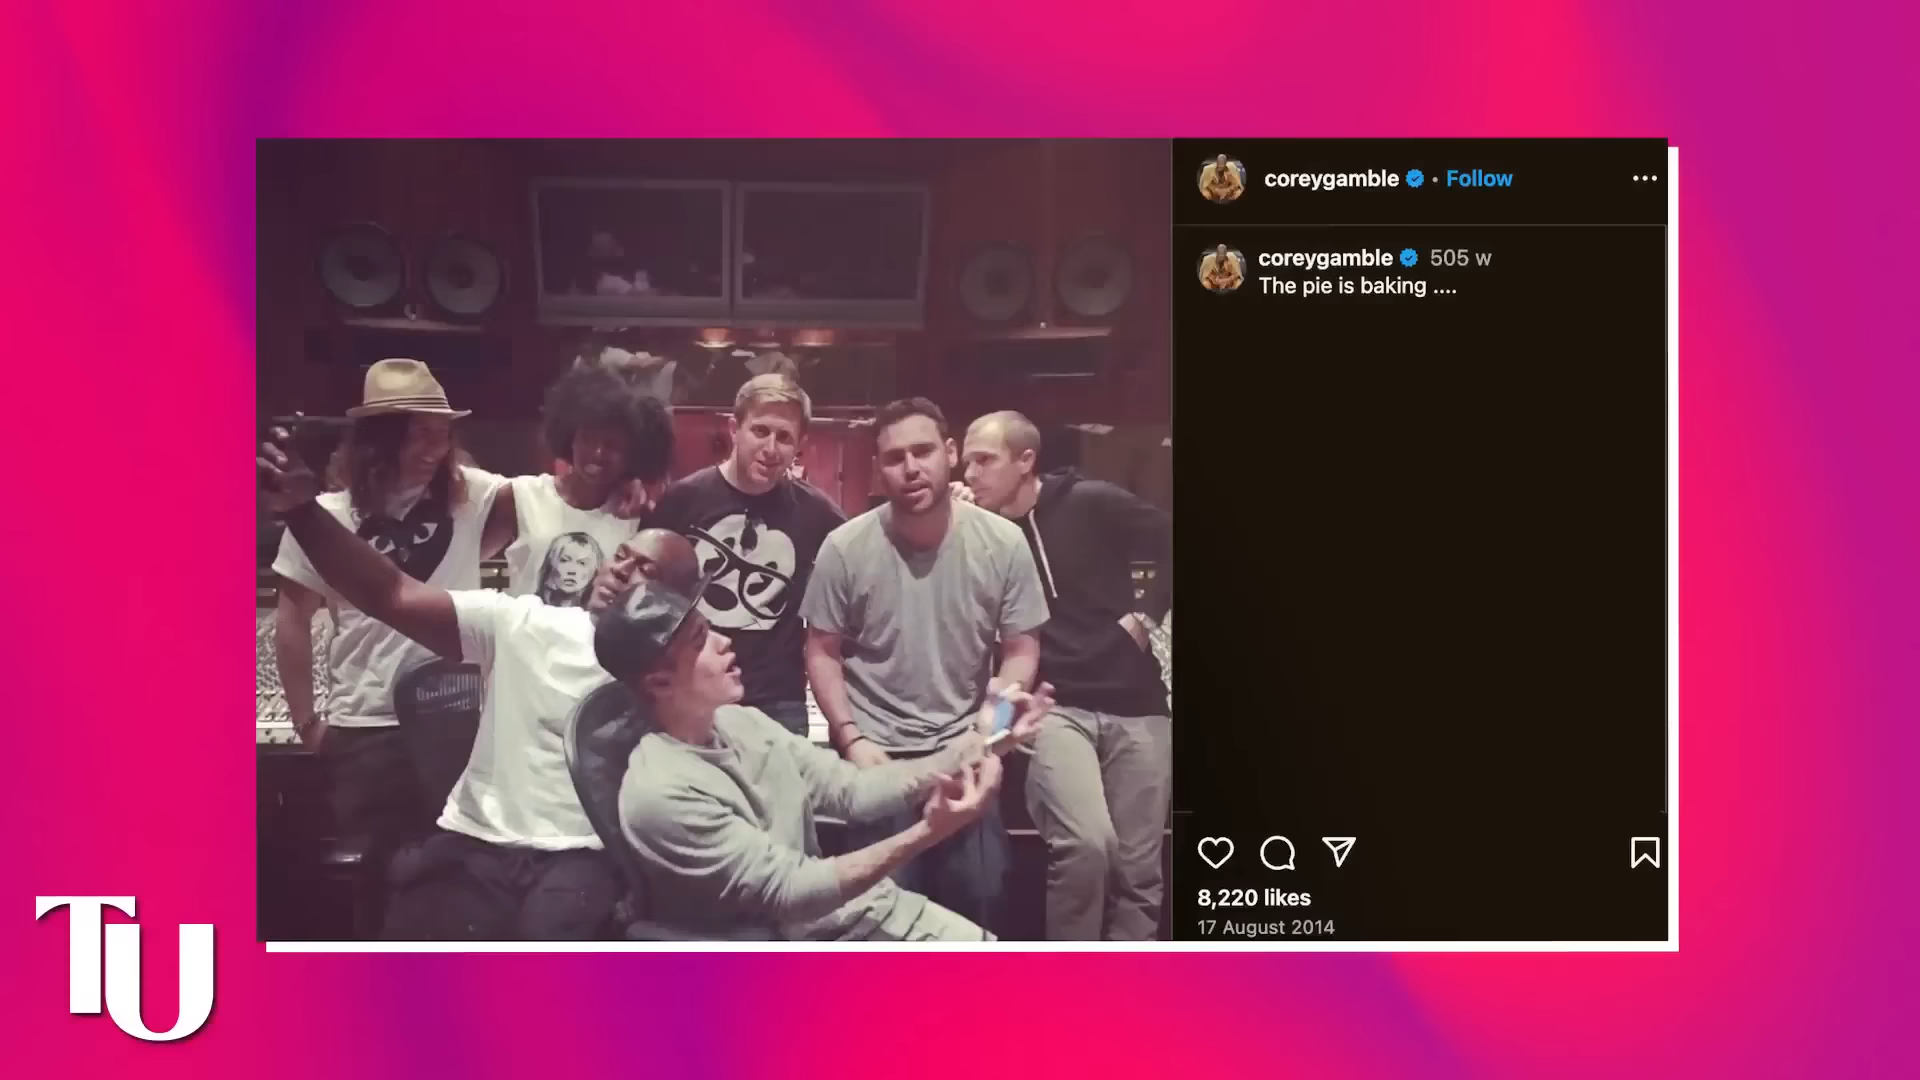 coreygamble • Follow
coreygamble 505 w
The pie is baking ....
8,220 likes
17 August 2014
TU